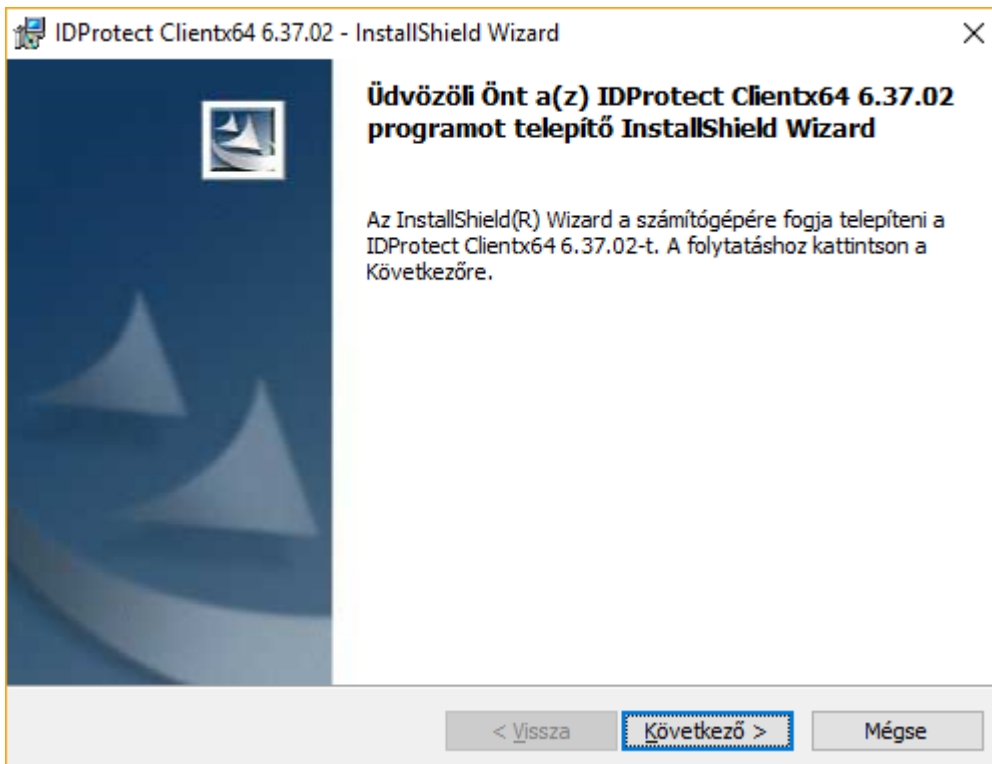 IDProtect Clientx64 6.37.02 - InstallShield Wizard
Üdvözöli Önt a(z) IDProtect Clientx64 6.37.02
programot telepítő InstallShield Wizard
Az InstallShield(R) Wizard a számítógépére fogja telepíteni a
IDProtect Clientx64 6.37.02-t. A folytatáshoz kattintson a
Következőre.
< Vissza
Következő >
Mégse